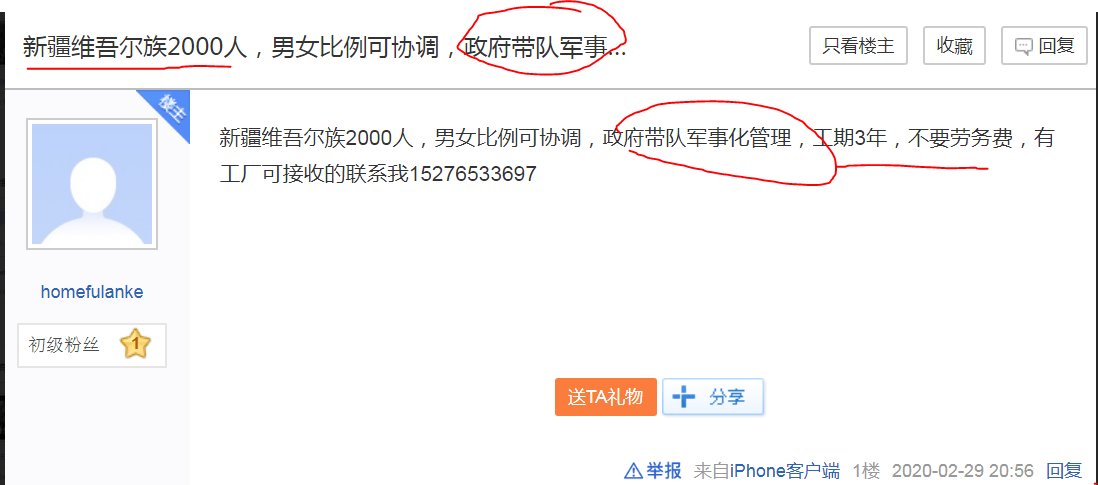 新疆维吾尔族2000人，男女比例可协调，政府带队军事...
只看楼主
收藏
回复
楼主
新疆维吾尔族2000人，男女比例可协调，政府带队军事化管理，工期3年，不要劳务费，有
工厂可接收的联系我15276533697
homefulanke
初级粉丝
1
送TA礼物
分享
举报 来自iPhone客户端 1楼 2020-02-29 20:56 回复